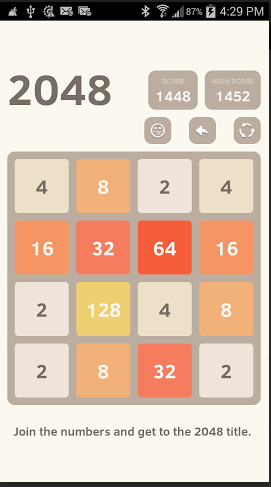 87% 4:29 PM
2048
SCORE HIGH SCORE
1448 1452
4 8 2 4
16 32 64 16
2 128 4 8
2 8 32 2
Join the numbers and get to the 2048 title.